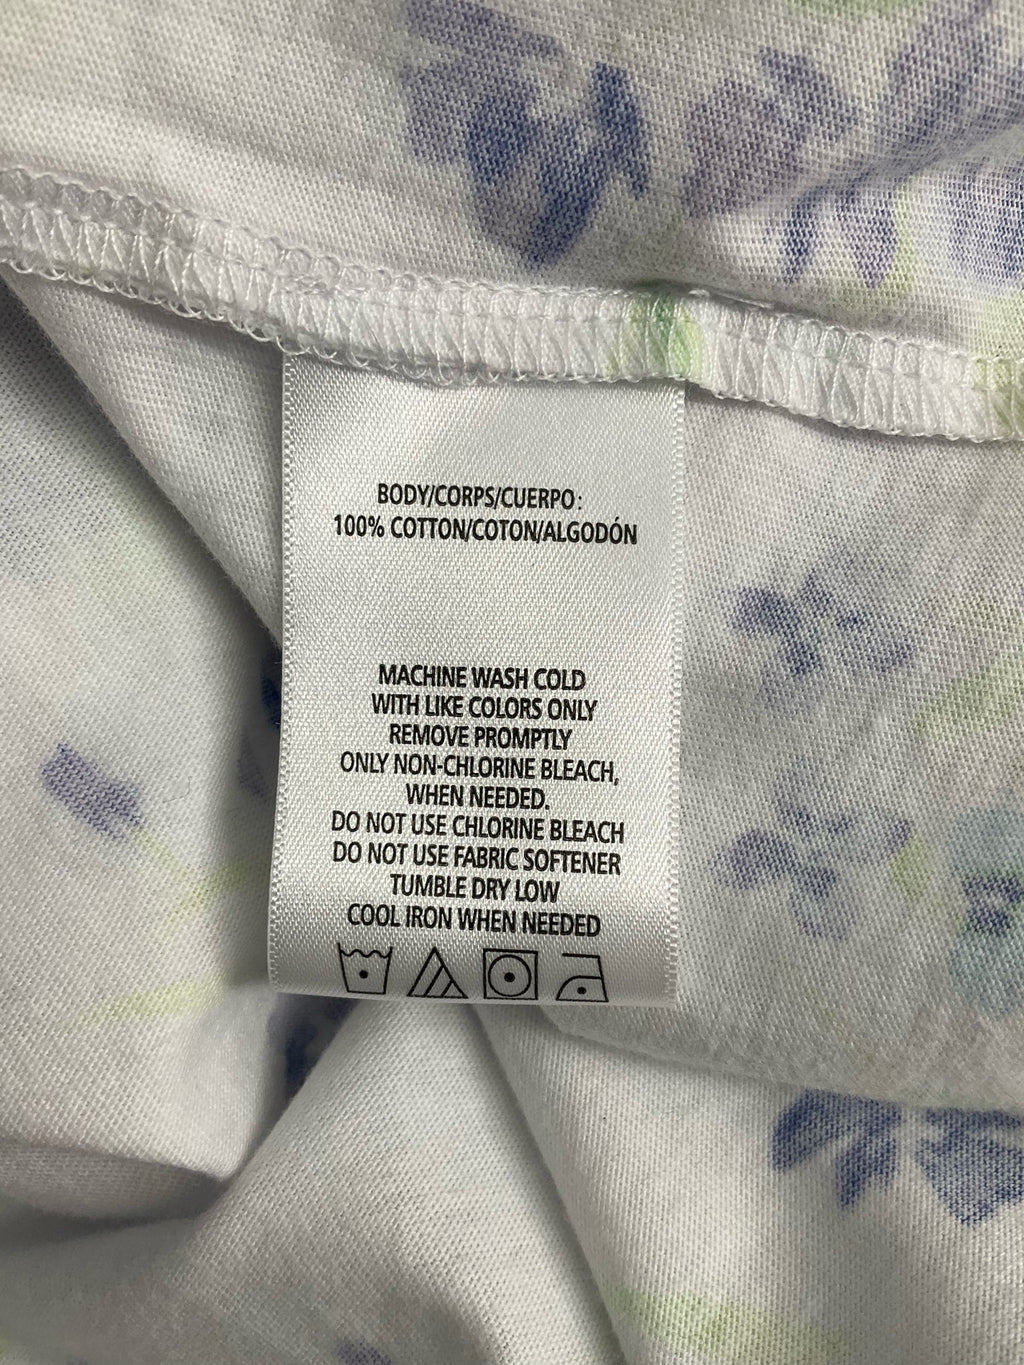 BODY/CORPS/CUERPO:
100% COTTON/COTON/ALGODÓN
MACHINE WASH COLD
WITH LIKE COLORS ONLY
REMOVE PROMPTLY
ONLY NON-CHLORINE BLEACH,
WHEN NEEDED.
DO NOT USE CHLORINE BLEACH
DO NOT USE FABRIC SOFTENER
TUMBLE DRY LOW
COOL IRON WHEN NEEDED